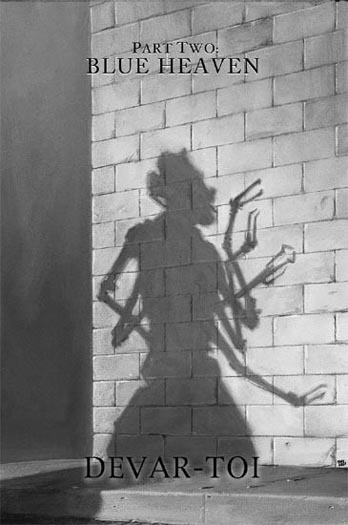 PART TWO:
BLUE HEAVEN
DEVAR-TOI